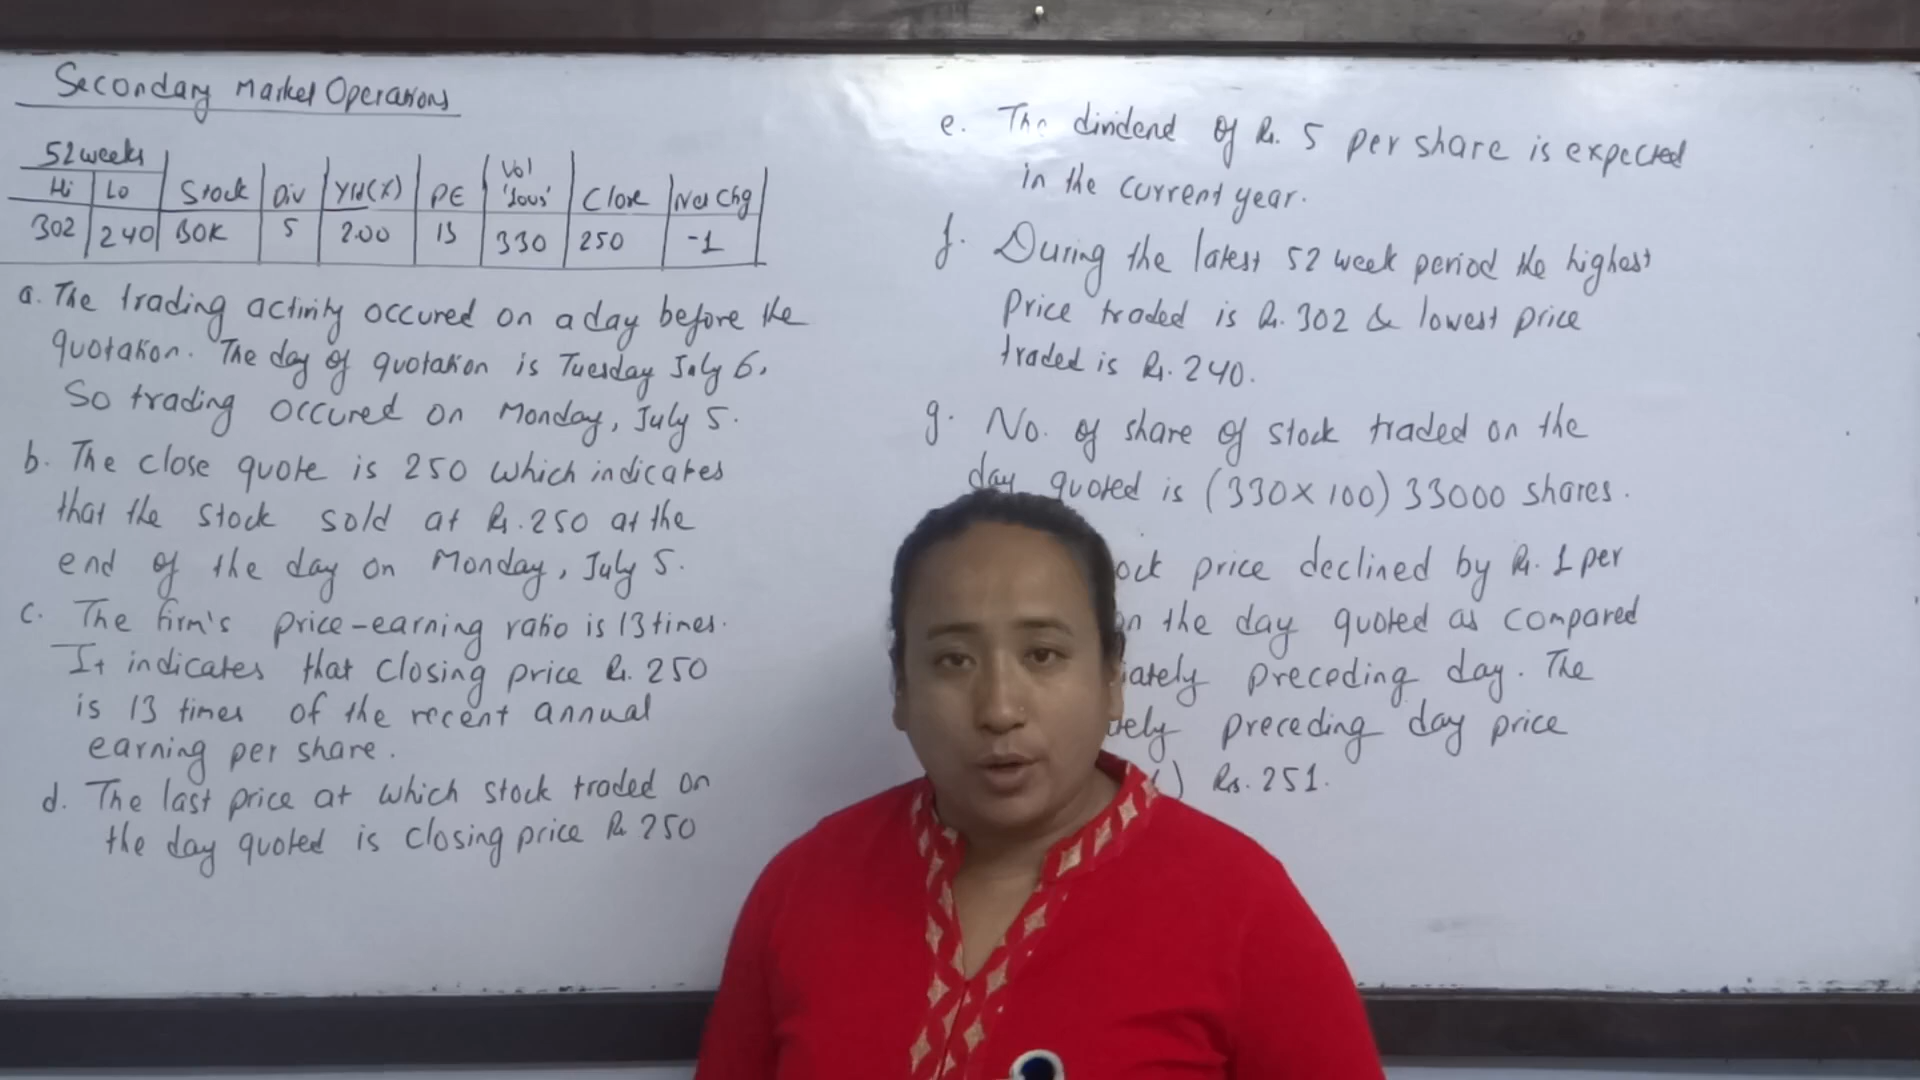 Secondary Market Operations
52 weeks
Hi Lo Stock Div Yld(%) PE Vol '100s' Close Net Chg
302 240 BOK 5 2.00 13 330 250 -1
a. The trading activity occured on a day before the
quotation. The day of quotation is Tuesday July 6.
So trading occured on Monday, July 5.
b. The close quote is 250 which indicates
that the stock sold at Rs. 250 at the
end of the day on Monday, July 5.
c. The firm's price-earning ratio is 13 times.
It indicates that closing price Rs. 250
is 13 times of the recent annual
earning per share.
d. The last price at which stock traded on
the day quoted is closing price Rs 250
e. The dividend of Rs. 5 per share is expected
in the current year.
f. During the latest 52 week period the highest
price traded is Rs. 302 & lowest price
traded is Rs. 240.
g. No. of share of stock traded on the
day quoted is (330 x 100) 33000 shares.
ock price declined by Rs. 1 per
on the day quoted as compared
iately preceding day. The
tely preceding day price
) Rs. 251.